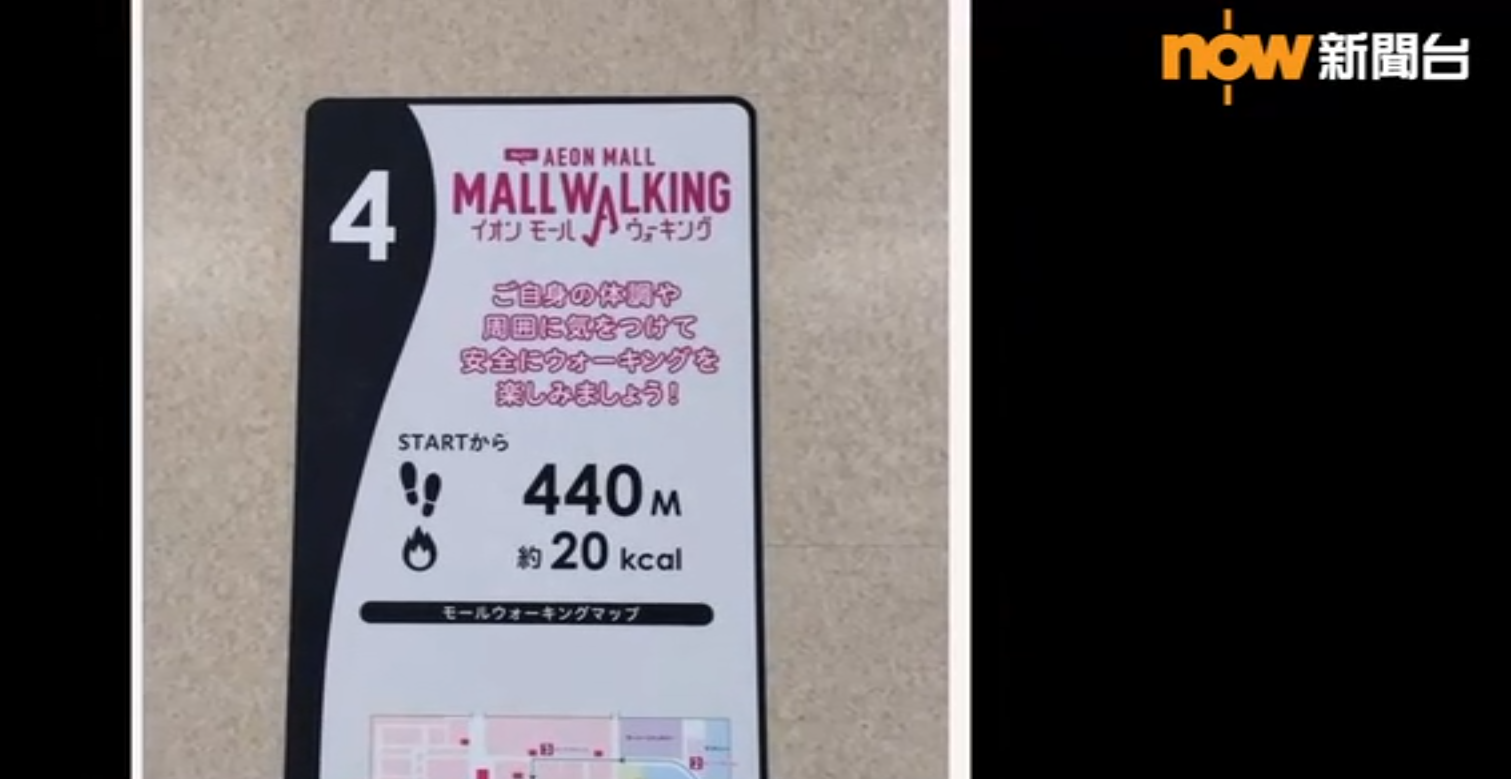 now 新聞台
4
AEON MALL
MALLWALKING
イオン モール ウォーキング
ご自身の体調や
周囲に気をつけて
安全にウォーキングを
楽しみましょう!
STARTから
440 M
約 20 kcal
モールウォーキングマップ
3
2